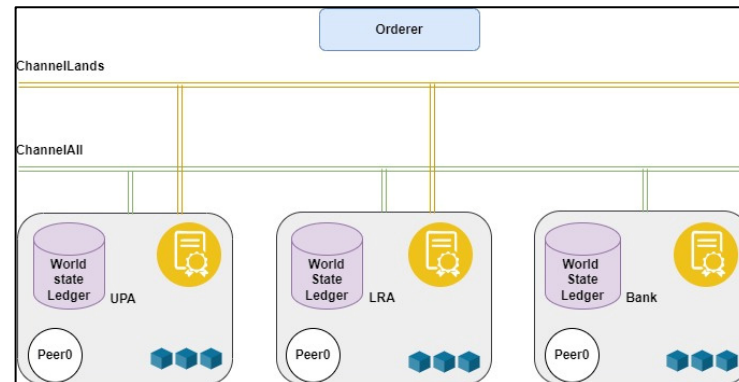 Orderer
ChannelLands
ChannelAll
World
state
Ledger
UPA
Peer0
World
State
Ledger
LRA
Peer0
World
State
Ledger
Bank
Peer0